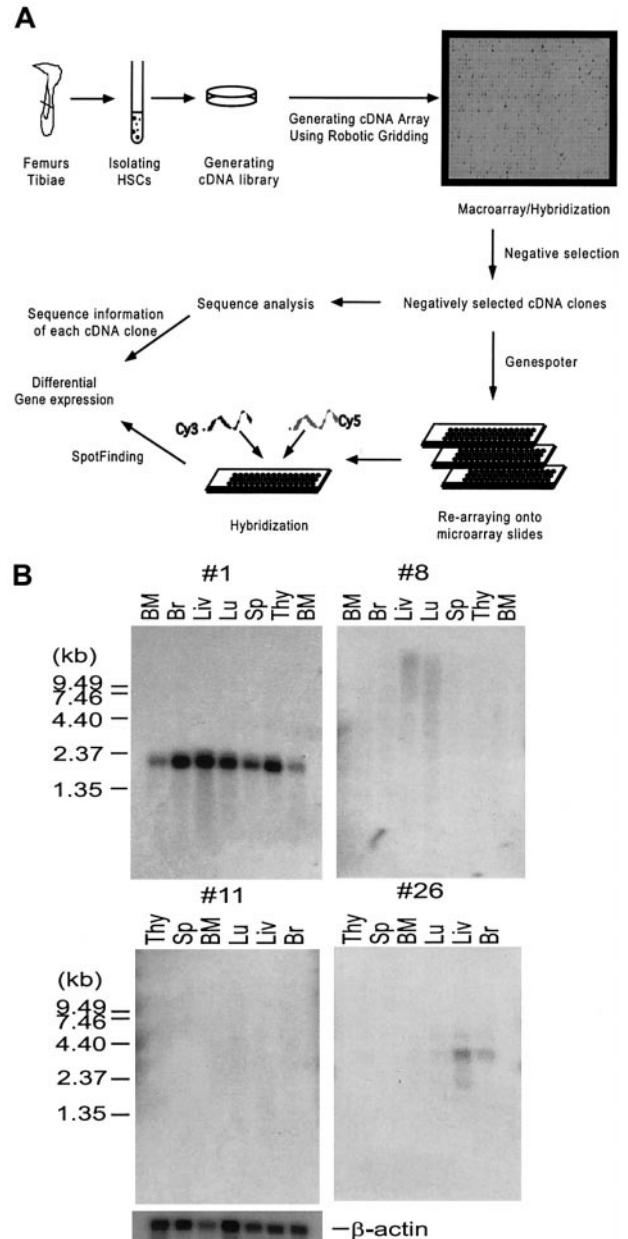 A
Femurs
Tibiae
Isolating
HSCs
Generating
cDNA library
Generating cDNA Array
Using Robotic Gridding
Macroarray/Hybridization
Negative selection
Negatively selected cDNA clones
Sequence analysis
Sequence information
of each cDNA clone
Differential
Gene expression
SpotFinding
Cy3
Cy5
Hybridization
Genespoter
Re-arraying onto
microarray slides
B
#1
BM Br Liv Lu Sp Thy BM
#8
BM Br Liv Lu Sp Thy BM
(kb)
9.49
7.46
4.40
2.37
1.35
#11
Thy Sp BM Lu Liv Br
#26
Thy Sp BM Lu Liv Br
(kb)
9.49
7.46
4.40
2.37
1.35
β-actin